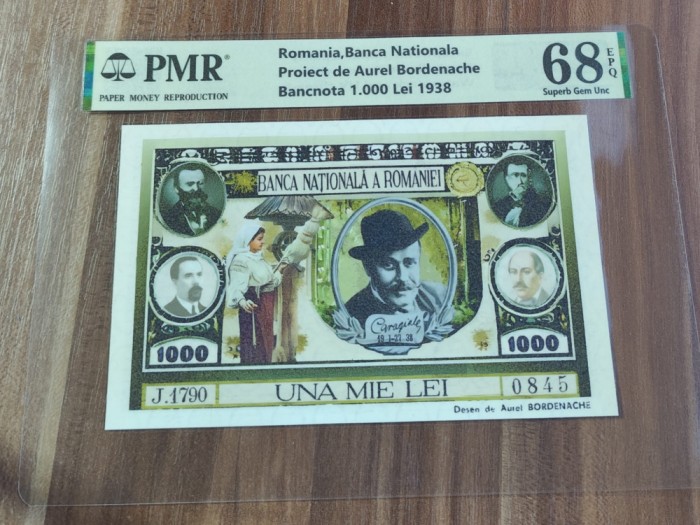 PMR
PAPER MONEY REPRODUCTION
Romania,Banca Nationala
Proiect de Aurel Bordenache
Bancnota 1.000 Lei 1938
68 EPQ
Superb Gem Unc
BANCA NAȚIONALĂ A ROMANIEI
Caragiale
1000
1000
J.1790
UNA MIE LEI
0845
Desen de Aurel BORDENACHE